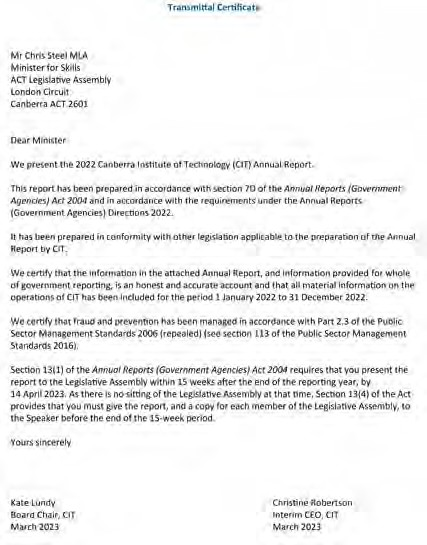 Transmittal Certificate
Mr Chris Steel MLA
Minister for Skills
ACT Legislative Assembly
London Circuit
Canberra ACT 2601
Dear Minister
We present the 2022 Canberra Institute of Technology (CIT) Annual Report.
This report has been prepared in accordance with section 7D of the Annual Reports (Government
Agencies) Act 2004 and in accordance with the requirements under the Annual Reports
(Government Agencies) Directions 2022.
It has been prepared in conformity with other legislation applicable to the preparation of the Annual
Report by CIT.
We certify that the information in the attached Annual Report, and information provided for whole
of government reporting, is an honest and accurate account and that all material information on the
operations of CIT has been included for the period 1 January 2022 to 31 December 2022.
We certify that fraud and prevention has been managed in accordance with Part 2.3 of the Public
Sector Management Standards 2006 (repealed) (see section 113 of the Public Sector Management
Standards 2016).
Section 13(1) of the Annual Reports (Government Agencies) Act 2004 requires that you present the
report to the Legislative Assembly within 15 weeks after the end of the reporting year, by
14 April 2023. As there is no sitting of the Legislative Assembly at that time, Section 13(4) of the Act
provides that you must give the report, and a copy for each member of the Legislative Assembly, to
the Speaker before the end of the 15-week period.
Yours sincerely
Kate Lundy
Board Chair, CIT
March 2023
Christine Robertson
Interim CEO, CIT
March 2023